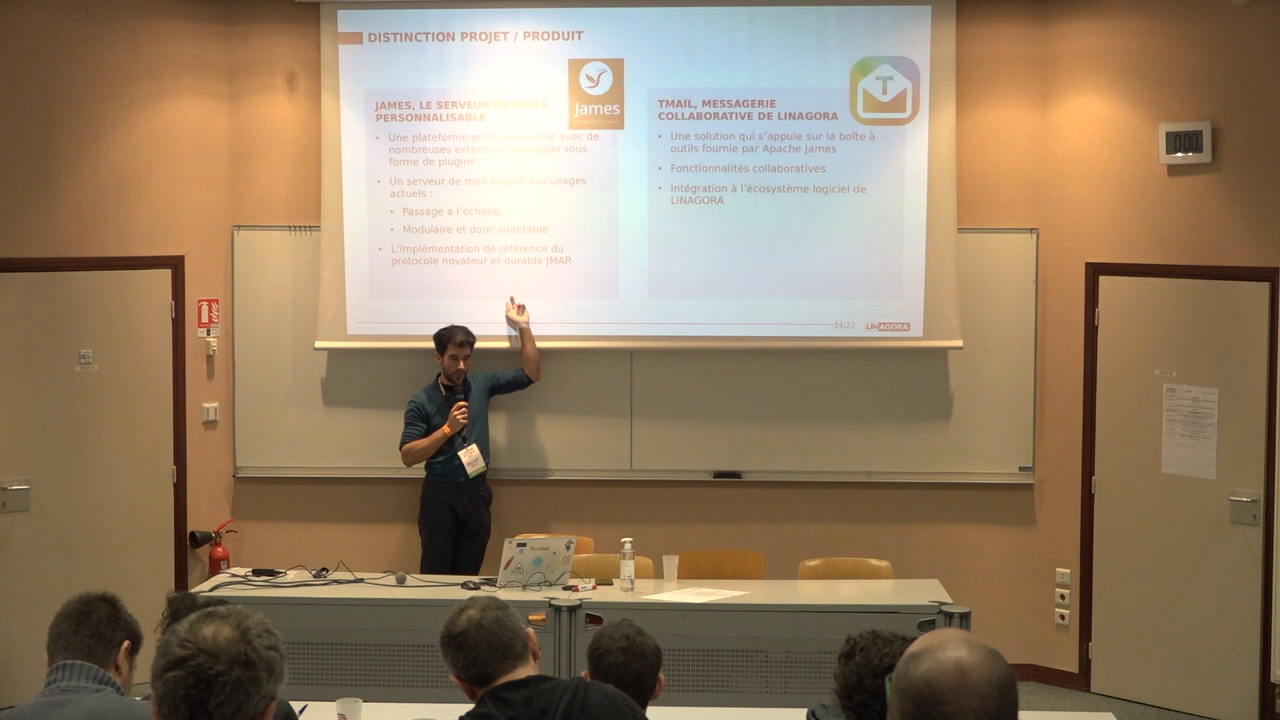 DISTINCTION PROJET / PRODUIT
JAMES, LE SERVEUR DE MAILS
PERSONNALISABLE
James
• Une plateforme email extensible avec de
nombreuses extensions possibles sous
forme de plugins
• Un serveur de mail adapté aux usages
actuels :
• Passage a l’échelle,
• Modulaire et donc adaptable
• L’implémentation de référence du
protocole novateur et durable JMAP.
TMAIL, MESSAGERIE
COLLABORATIVE DE LINAGORA
T
• Une solution qui s’appuie sur la boîte à
outils fournie par Apache James
• Fonctionnalités collaboratives
• Intégration à l’écosystème logiciel de
LINAGORA
14/22
LINAGORA